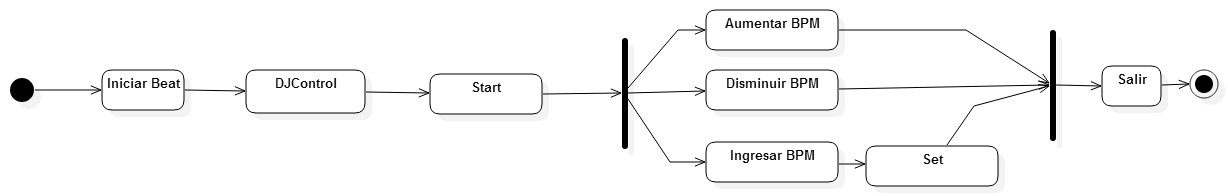 Iniciar Beat
DJControl
Start
Aumentar BPM
Disminuir BPM
Ingresar BPM
Set
Salir